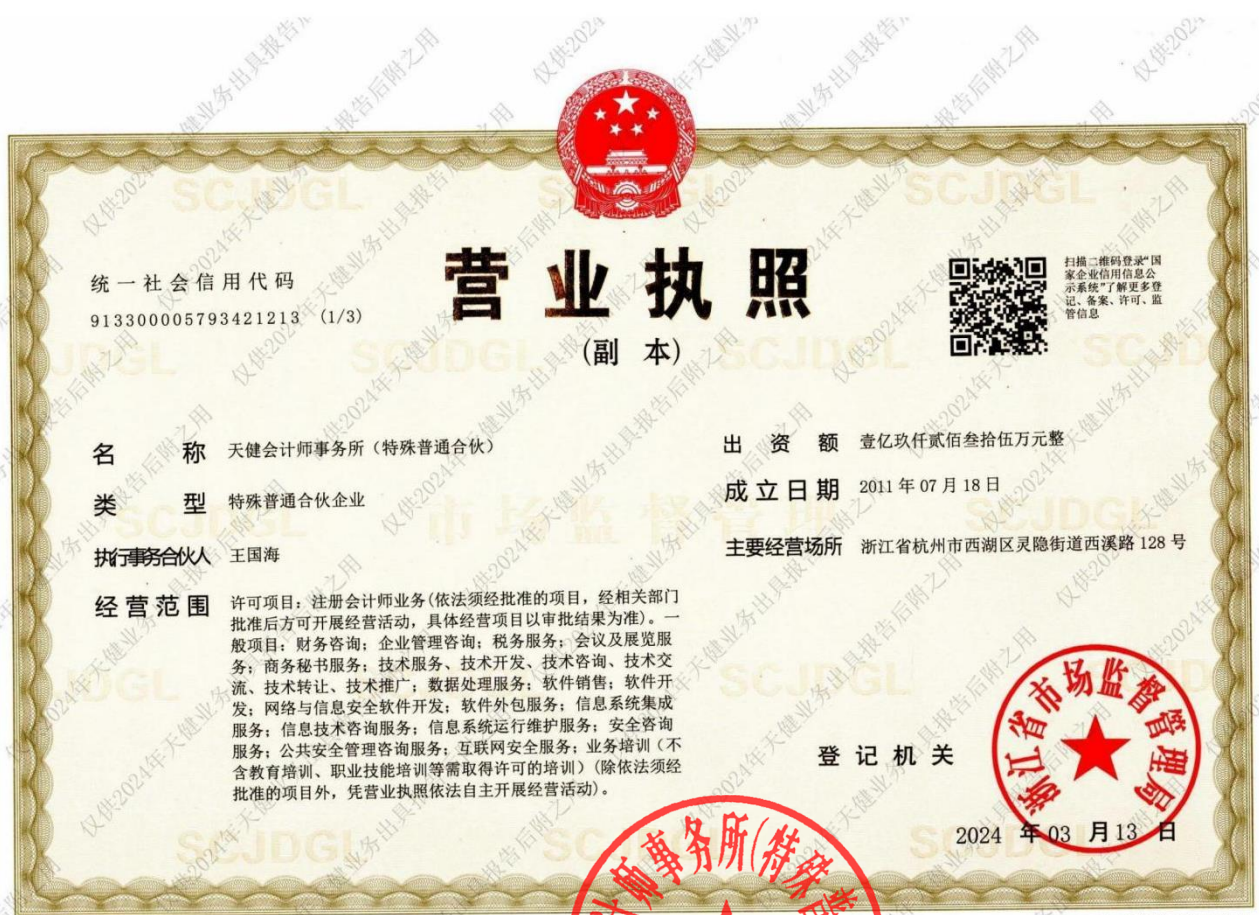 营业执照
(副 本)
统一社会信用代码
913300005793421213 (1/3)
扫描二维码登录“国
家企业信用信息公
示系统”了解更多登
记、备案、许可、监
管信息
名 称 天健会计师事务所（特殊普通合伙）
类 型 特殊普通合伙企业
执行事务合伙人 王国海
经营范围 许可项目：注册会计师业务(依法须经批准的项目，经相关部门
批准后方可开展经营活动，具体经营项目以审批结果为准)。一
般项目：财务咨询；企业管理咨询；税务服务；会议及展览服
务；商务秘书服务；技术服务、技术开发、技术咨询、技术交
流、技术转让、技术推广；数据处理服务；软件销售；软件开
发；网络与信息安全软件开发；软件外包服务；信息系统集成
服务；信息技术咨询服务；信息系统运行维护服务；安全咨询
服务；公共安全管理咨询服务；互联网安全服务；业务培训（不
含教育培训、职业技能培训等需取得许可的培训）(除依法须经
批准的项目外，凭营业执照依法自主开展经营活动)。
出 资 额 壹亿玖仟贰佰叁拾伍万元整
成立日期 2011 年 07 月 18 日
主要经营场所 浙江省杭州市西湖区灵隐街道西溪路 128 号
登记机关
浙江省市场监督管理局
2024 年 03 月 13 日
计师事务所(特殊普
SCJDGL
市场监督管理
仅供2024年天健业务出具报告后附之用